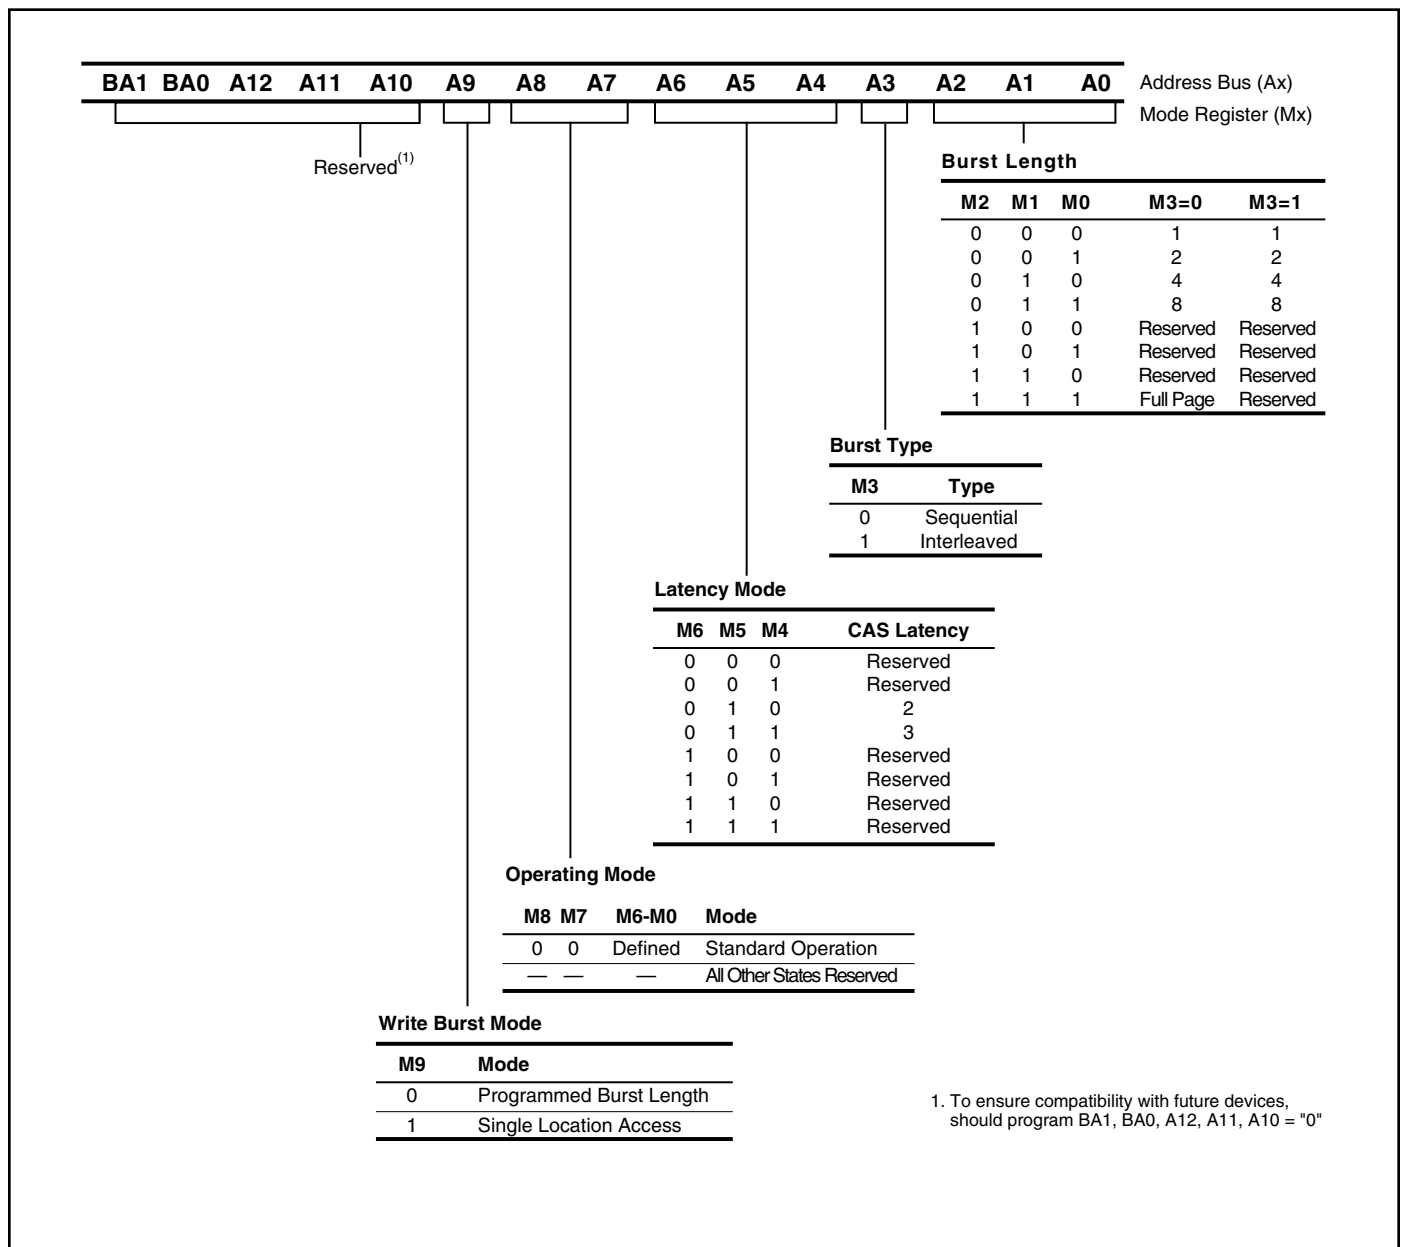 BA1 BA0 A12 A11 A10 A9 A8 A7 A6 A5 A4 A3 A2 A1 A0 Address Bus (Ax)
Mode Register (Mx)
Reserved(1)
Burst Length
M2 M1 M0 M3=0 M3=1
0 0 0 1 1
0 0 1 2 2
0 1 0 4 4
0 1 1 8 8
1 0 0 Reserved Reserved
1 0 1 Reserved Reserved
1 1 0 Reserved Reserved
1 1 1 Full Page Reserved
Burst Type
M3 Type
0 Sequential
1 Interleaved
Latency Mode
M6 M5 M4 CAS Latency
0 0 0 Reserved
0 0 1 Reserved
0 1 0 2
0 1 1 3
1 0 0 Reserved
1 0 1 Reserved
1 1 0 Reserved
1 1 1 Reserved
Operating Mode
M8 M7 M6-M0 Mode
0 0 Defined Standard Operation
— — — All Other States Reserved
Write Burst Mode
M9 Mode
0 Programmed Burst Length
1 Single Location Access
1. To ensure compatibility with future devices,
should program BA1, BA0, A12, A11, A10 = "0"